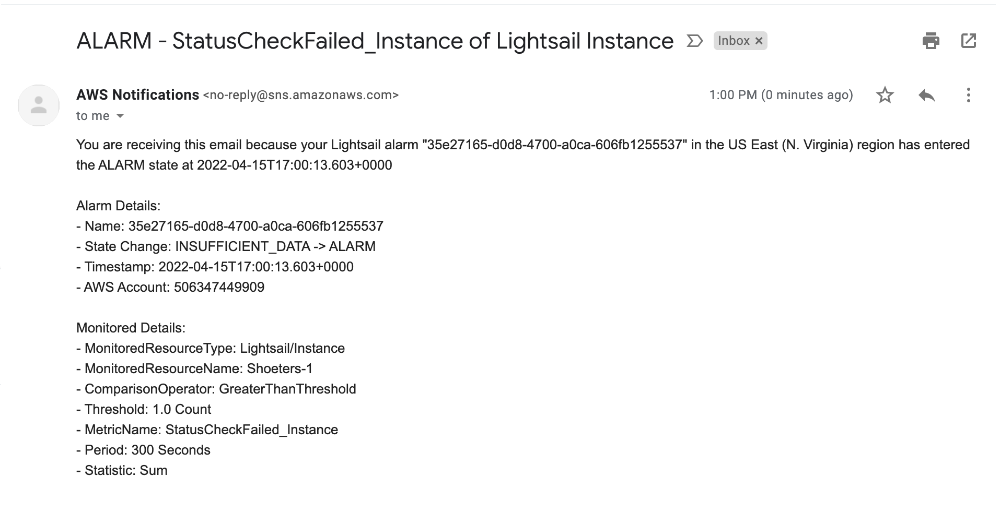 ALARM - StatusCheckFailed_Instance of Lightsail Instance Inbox ×
AWS Notifications <no-reply@sns.amazonaws.com> 1:00 PM (0 minutes ago)
to me
You are receiving this email because your Lightsail alarm "35e27165-d0d8-4700-a0ca-606fb1255537" in the US East (N. Virginia) region has entered
the ALARM state at 2022-04-15T17:00:13.603+0000
Alarm Details:
- Name: 35e27165-d0d8-4700-a0ca-606fb1255537
- State Change: INSUFFICIENT_DATA -> ALARM
- Timestamp: 2022-04-15T17:00:13.603+0000
- AWS Account: 506347449909
Monitored Details:
- MonitoredResourceType: Lightsail/Instance
- MonitoredResourceName: Shoeters-1
- ComparisonOperator: GreaterThanThreshold
- Threshold: 1.0 Count
- MetricName: StatusCheckFailed_Instance
- Period: 300 Seconds
- Statistic: Sum